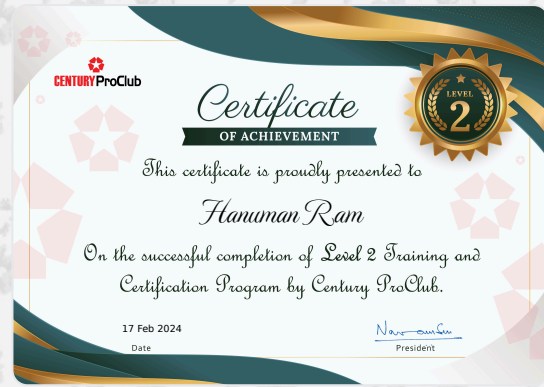 CENTURY ProClub
Certificate
OF ACHIEVEMENT
LEVEL
2
This certificate is proudly presented to
Hanuman Ram
On the successful completion of Level 2 Training and
Certification Program by Century ProClub.
17 Feb 2024
Date
President